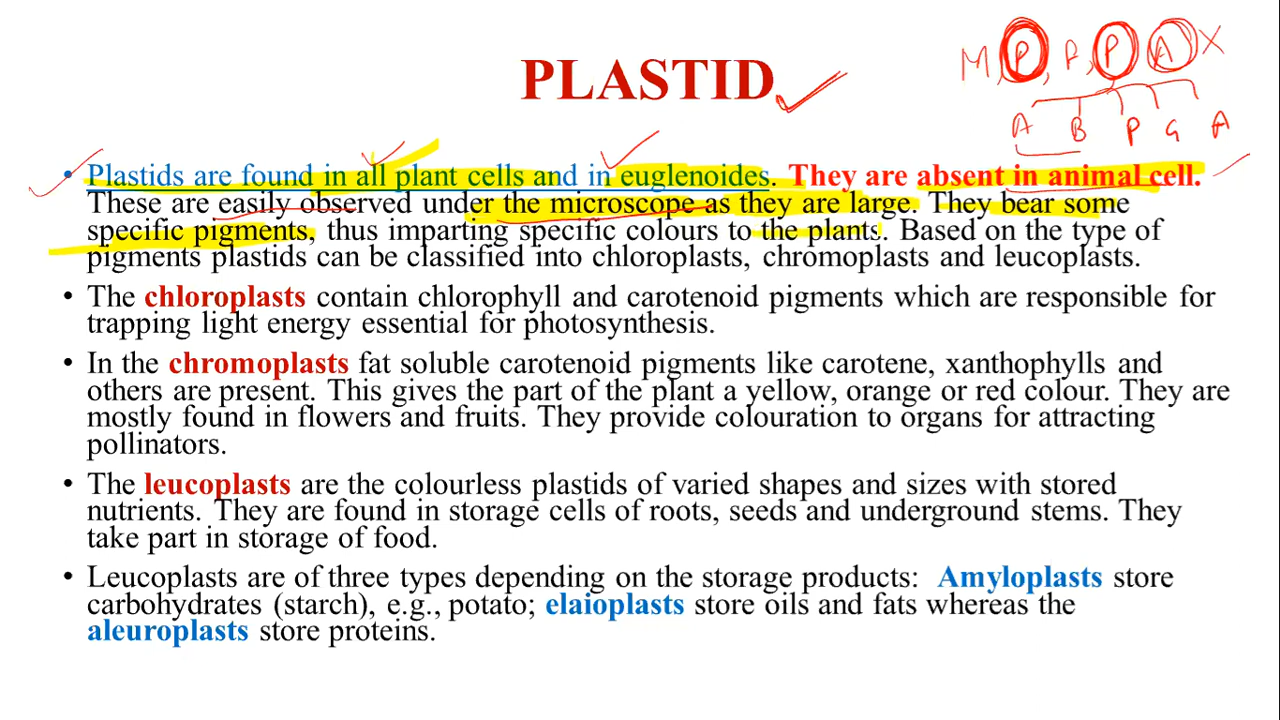 M, P, F, P A X
PLASTID
A B P G A
• Plastids are found in all plant cells and in euglenoides. They are absent in animal cell.
These are easily observed under the microscope as they are large. They bear some
specific pigments, thus imparting specific colours to the plants. Based on the type of
pigments plastids can be classified into chloroplasts, chromoplasts and leucoplasts.
• The chloroplasts contain chlorophyll and carotenoid pigments which are responsible for
trapping light energy essential for photosynthesis.
• In the chromoplasts fat soluble carotenoid pigments like carotene, xanthophylls and
others are present. This gives the part of the plant a yellow, orange or red colour. They are
mostly found in flowers and fruits. They provide colouration to organs for attracting
pollinators.
• The leucoplasts are the colourless plastids of varied shapes and sizes with stored
nutrients. They are found in storage cells of roots, seeds and underground stems. They
take part in storage of food.
• Leucoplasts are of three types depending on the storage products: Amyloplasts store
carbohydrates (starch), e.g., potato; elaioplasts store oils and fats whereas the
aleuroplasts store proteins.